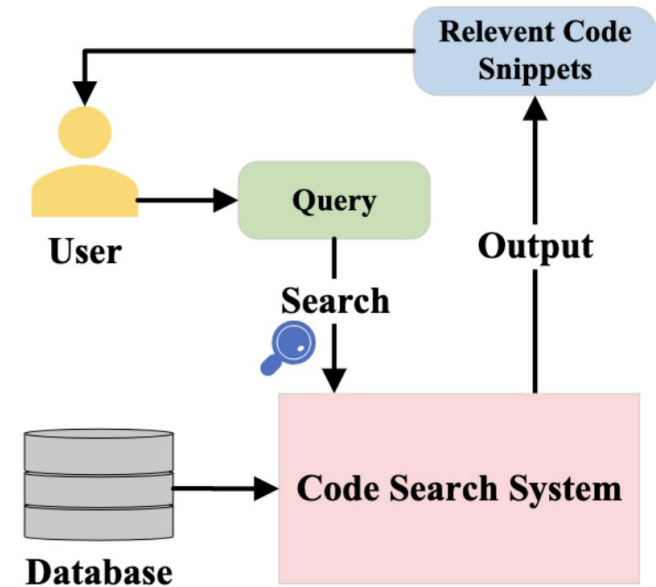 Relevent Code
Snippets
Query
User
Output
Search
Code Search System
Database